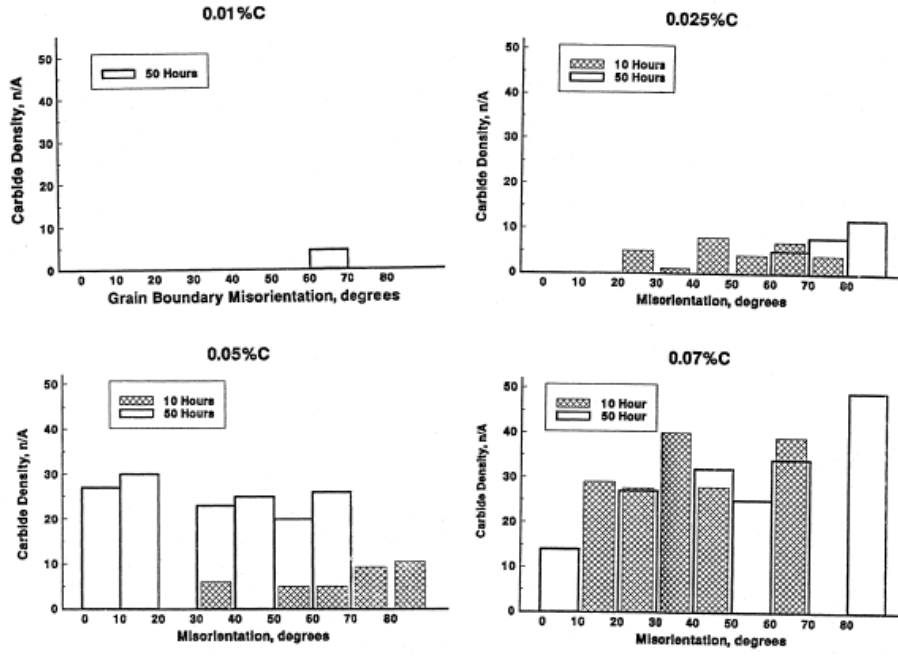 0.01%C
50
40
30
20
10
0
Carbide Density, n/A
50 Hours
0 10 20 30 40 50 60 70 80
Grain Boundary Misorientation, degrees
0.025%C
50
40
30
20
10
0
Carbide Density, n/A
10 Hours
50 Hours
0 10 20 30 40 50 60 70 80
Misorientation, degrees
0.05%C
50
40
30
20
10
0
Carbide Density, n/A
10 Hours
50 Hours
0 10 20 30 40 50 60 70 80
Misorientation, degrees
0.07%C
50
40
30
20
10
0
Carbide Density, n/A
10 Hour
50 Hour
0 10 20 30 40 50 60 70 80
Misorientation, degrees